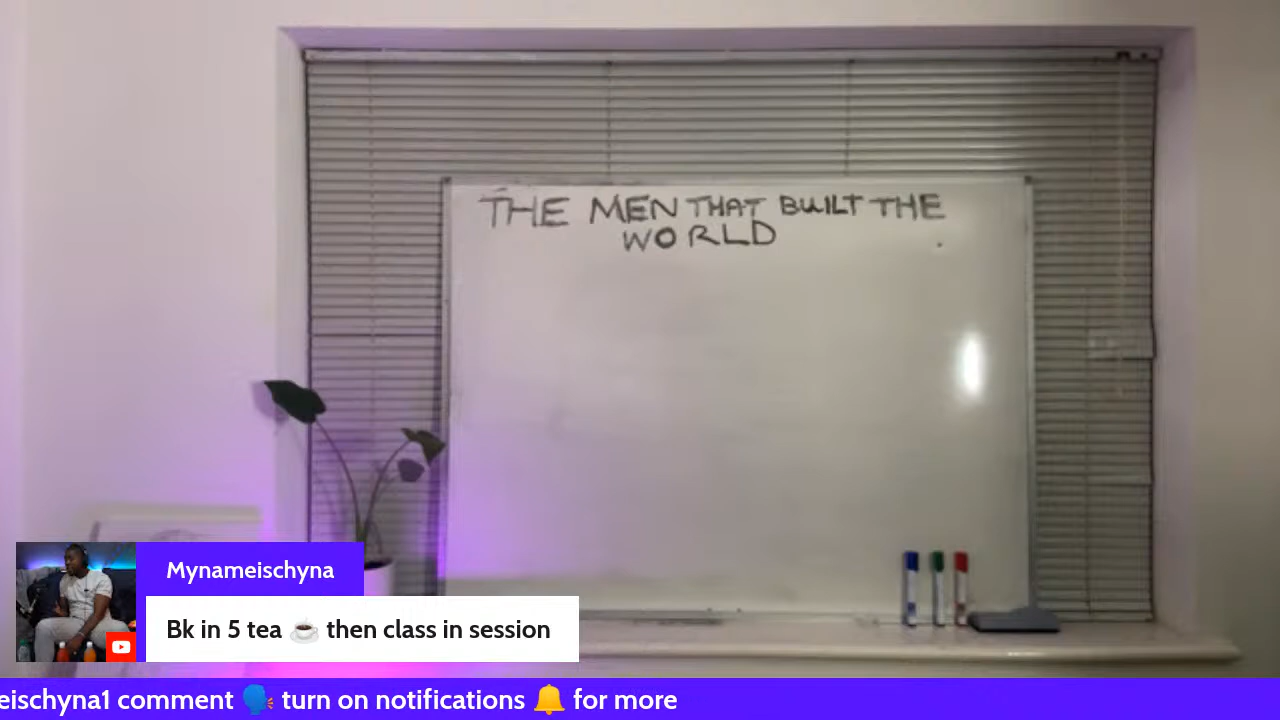 THE MEN THAT BUILT THE
WORLD
Mynameischyna
Bk in 5 tea ☕ then class in session
eischyna1 comment 🗣️ turn on notifications 🔔 for more